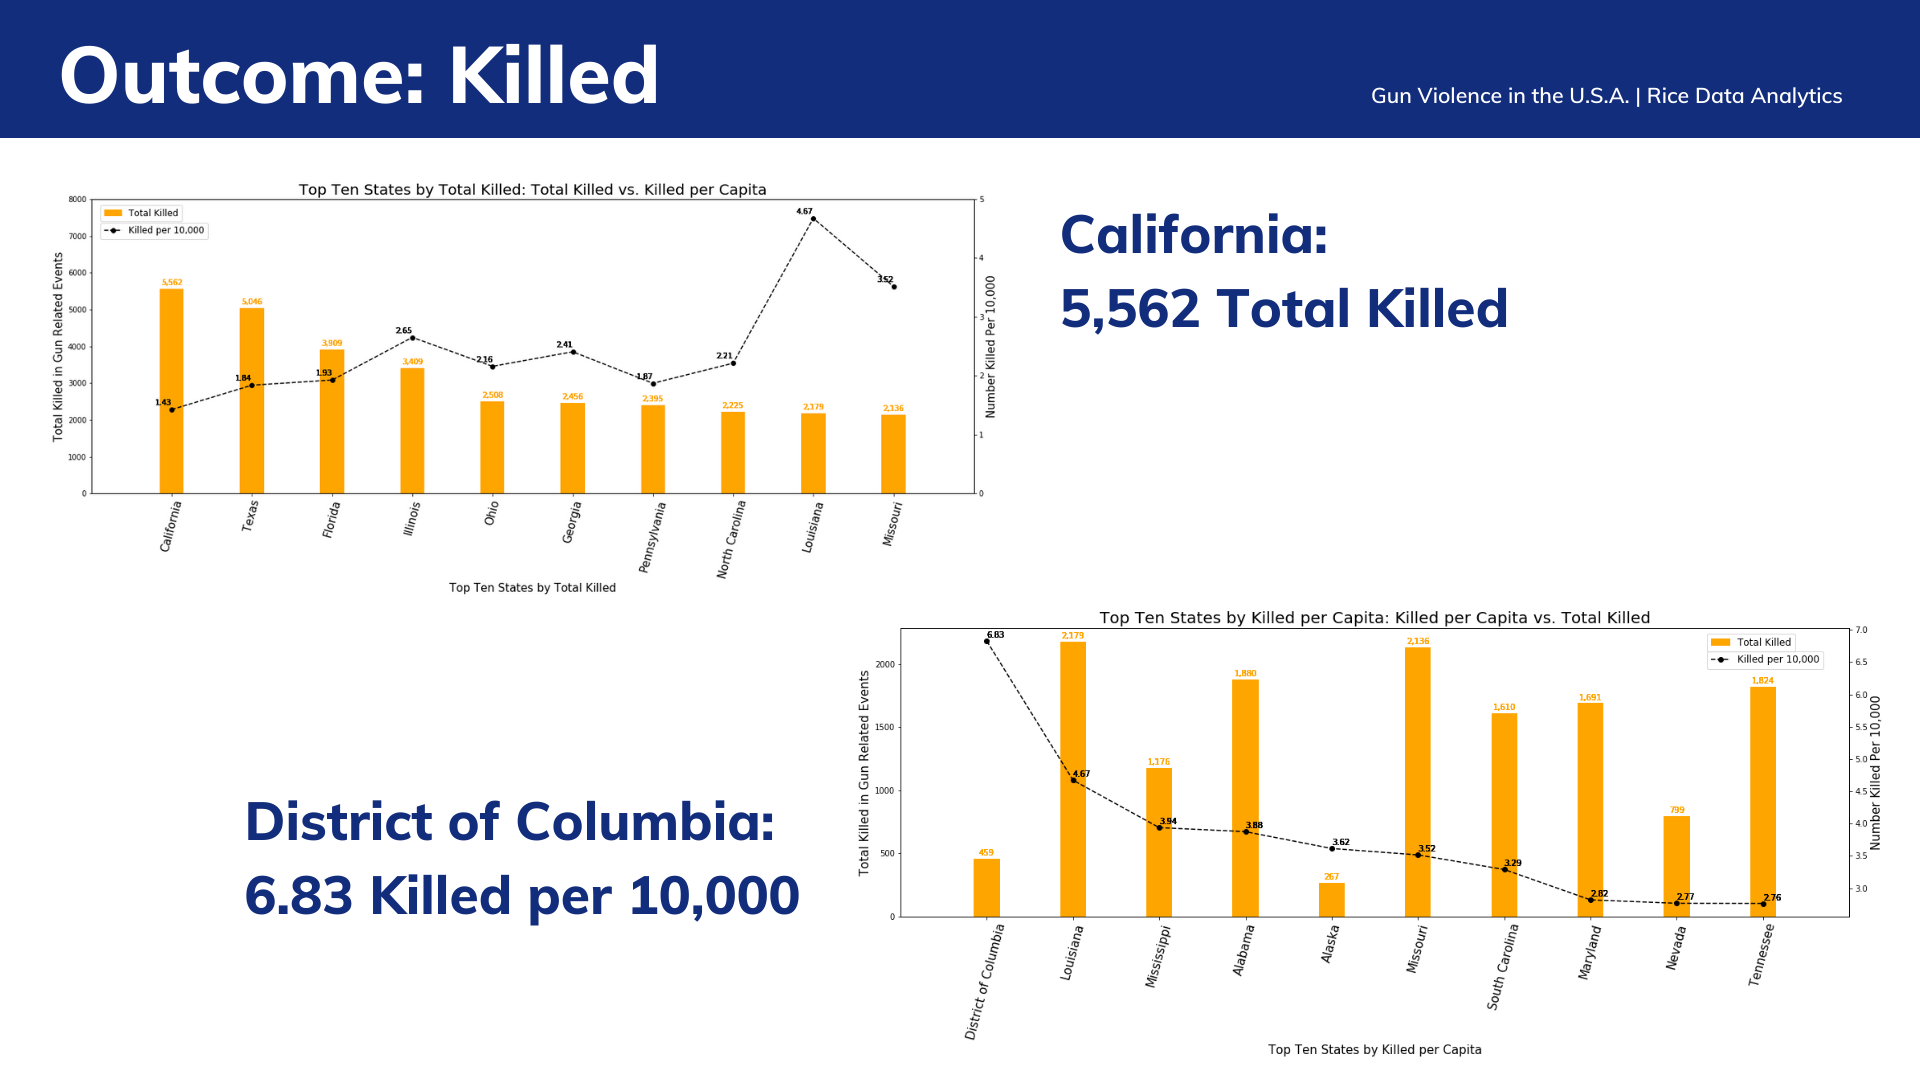 Outcome: Killed
Gun Violence in the U.S.A. | Rice Data Analytics
Top Ten States by Total Killed: Total Killed vs. Killed per Capita
Total Killed
Killed per 10,000
Total Killed in Gun Related Events
8000
7000
6000
5000
4000
3000
2000
1000
0
5,562
5,046
3,909
3,409
2,508
2,456
2,395
2,225
2,179
2,136
1.43
1.84
1.93
2.65
2.16
2.41
1.87
2.21
4.67
3.52
5
4
3
2
1
0
Number Killed Per 10,000
California
Texas
Florida
Illinois
Ohio
Georgia
Pennsylvania
North Carolina
Louisiana
Missouri
Top Ten States by Total Killed
California:
5,562 Total Killed
District of Columbia:
6.83 Killed per 10,000
Top Ten States by Killed per Capita: Killed per Capita vs. Total Killed
Total Killed
Killed per 10,000
Total Killed in Gun Related Events
2000
1500
1000
500
0
459
2,179
1,176
1,880
267
2,136
1,610
1,691
799
1,824
6.83
4.67
3.94
3.88
3.62
3.52
3.29
2.82
2.77
2.76
7.0
6.5
6.0
5.5
5.0
4.5
4.0
3.5
3.0
Number Killed Per 10,000
District of Columbia
Louisiana
Mississippi
Alabama
Alaska
Missouri
South Carolina
Maryland
Nevada
Tennessee
Top Ten States by Killed per Capita